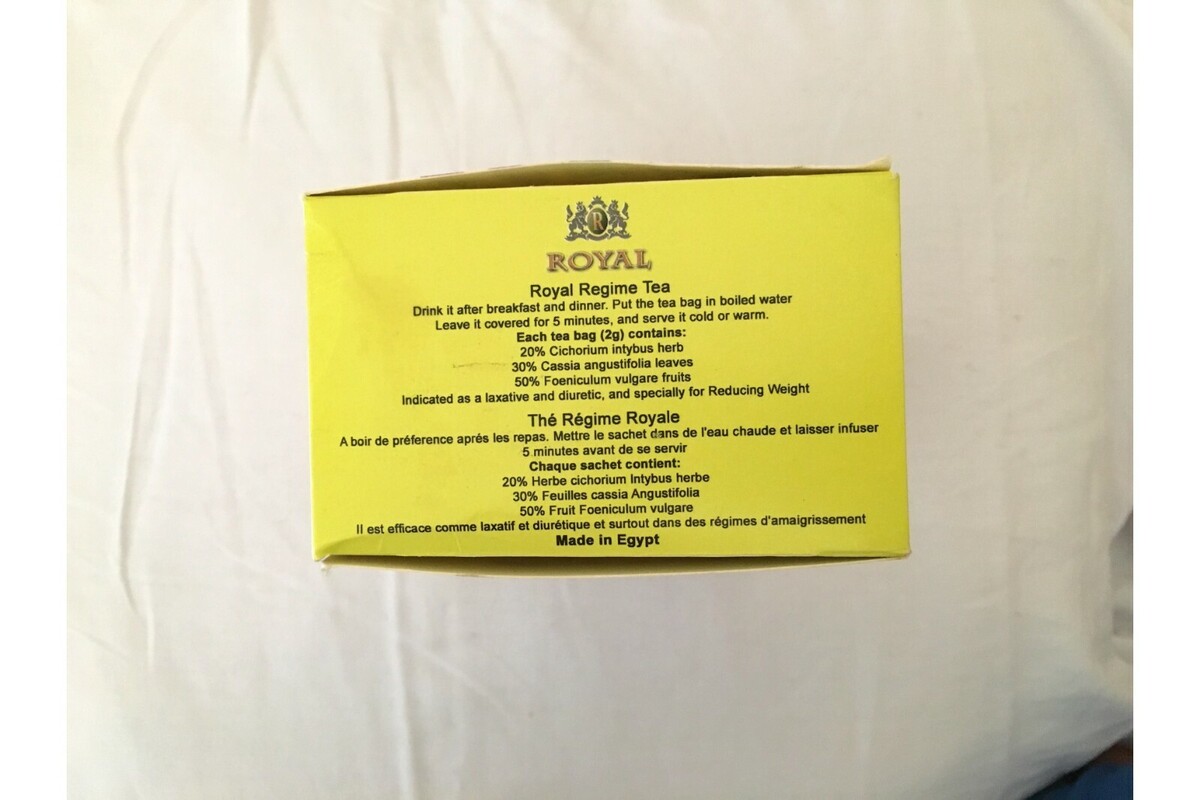 R
ROYAL
Royal Regime Tea
Drink it after breakfast and dinner. Put the tea bag in boiled water
Leave it covered for 5 minutes, and serve it cold or warm.
Each tea bag (2g) contains:
20% Cichorium intybus herb
30% Cassia angustifolia leaves
50% Foeniculum vulgare fruits
Indicated as a laxative and diuretic, and specially for Reducing Weight
Thé Régime Royale
A boir de préference aprés les repas. Mettre le sachet dans de l'eau chaude et laisser infuser
5 minutes avant de se servir
Chaque sachet contient:
20% Herbe cichorium Intybus herbe
30% Feuilles cassia Angustifolia
50% Fruit Foeniculum vulgare
Il est efficace comme laxatif et diurétique et surtout dans des régimes d'amaigrissement
Made in Egypt